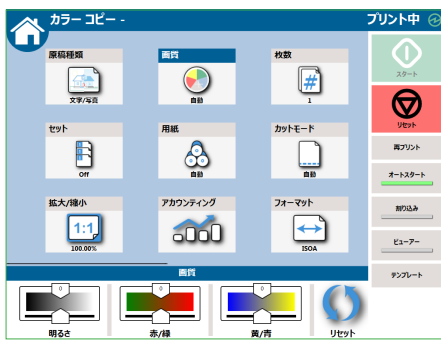 カラー コピー -
プリント中
原稿種類
文字/写真
画質
自動
枚数
#
1
セット
Off
用紙
自動
カットモード
自動
拡大/縮小
1:1
100.00%
アカウンティング
フォーマット
ISOA
スタート
リセット
再プリント
オートスタート
割り込み
ビューアー
テンプレート
画質
0
0
0
明るさ
赤/緑
黄/青
リセット